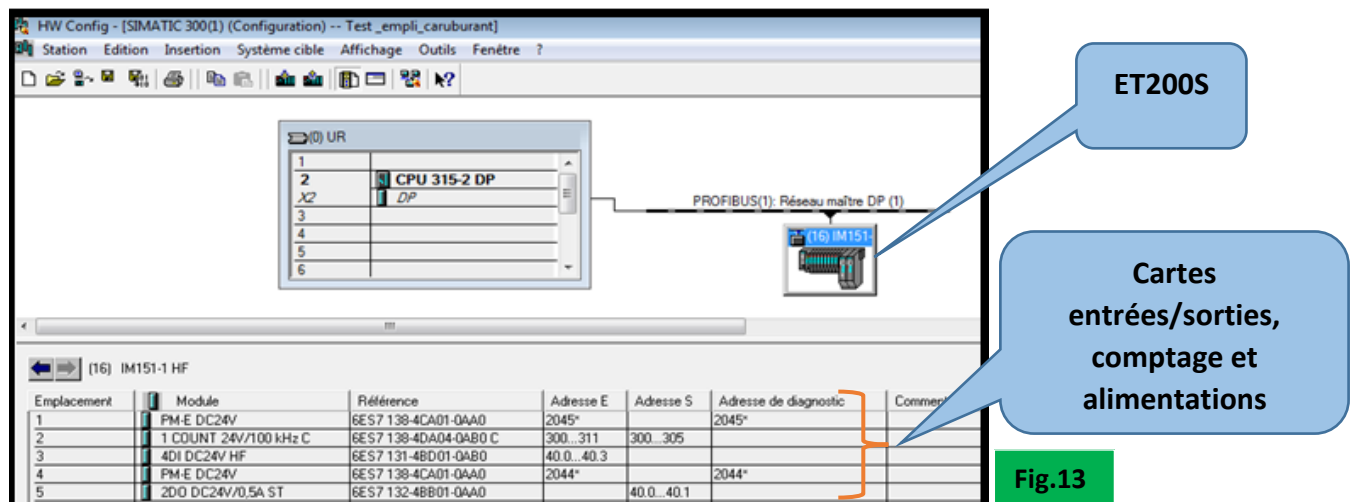 HW Config - [SIMATIC 300(1) (Configuration) -- Test _empli_caruburant]
Station Edition Insertion Système cible Affichage Outils Fenêtre ?
ET200S
(0) UR
1
2 CPU 315-2 DP
X2 DP
3
4
5
6
PROFIBUS(1): Réseau maître DP (1)
(16) IM151-
Cartes
entrées/sorties,
comptage et
alimentations
(16) IM151-1 HF
Emplacement Module Référence Adresse E Adresse S Adresse de diagnostic Comment
1 PM-E DC24V 6ES7 138-4CA01-0AA0 2045* 2045*
2 1 COUNT 24V/100 kHz C 6ES7 138-4DA04-0AB0 C 300...311 300...305
3 4DI DC24V HF 6ES7 131-4BD01-0AB0 40.0...40.3
4 PM-E DC24V 6ES7 138-4CA01-0AA0 2044* 2044*
5 2DO DC24V/0,5A ST 6ES7 132-4BB01-0AA0 40.0...40.1
Fig.13